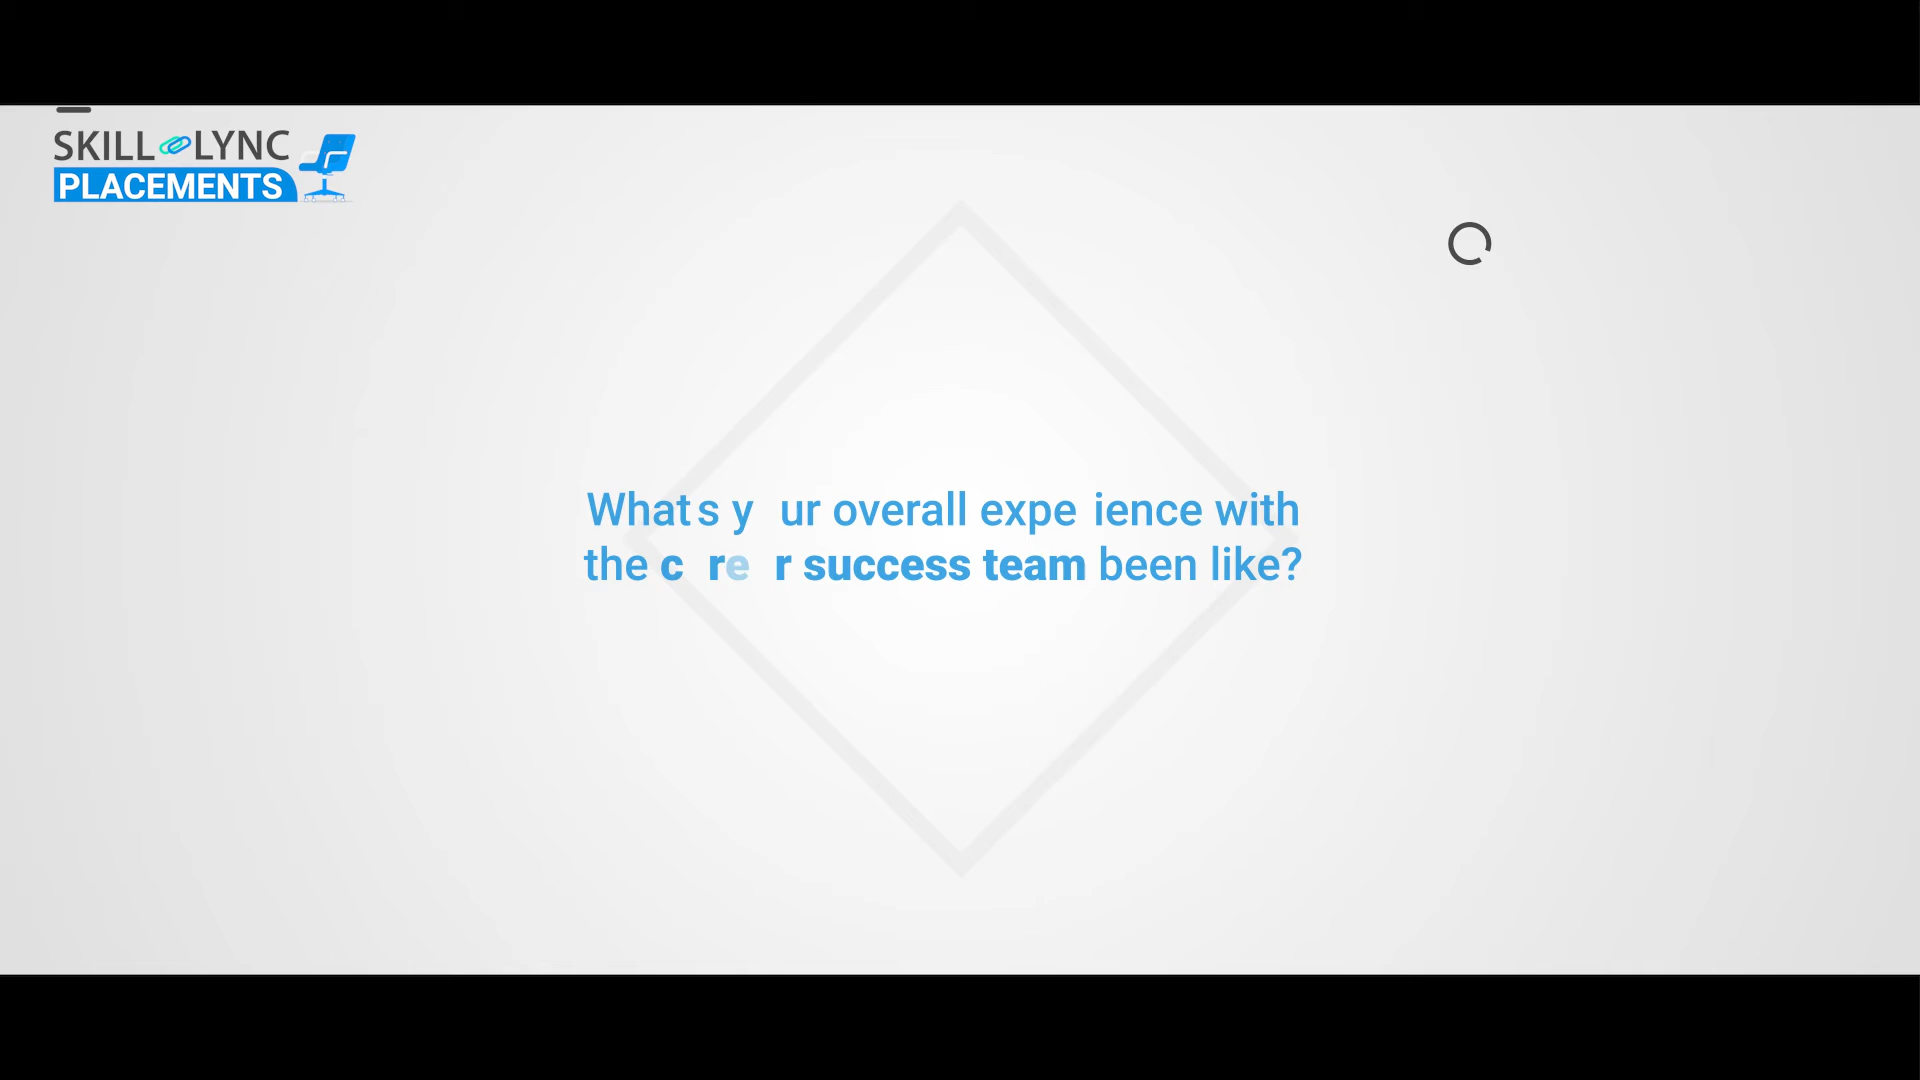 SKILL LYNC
PLACEMENTS
What s y ur overall expe ience with
the c re r success team been like?